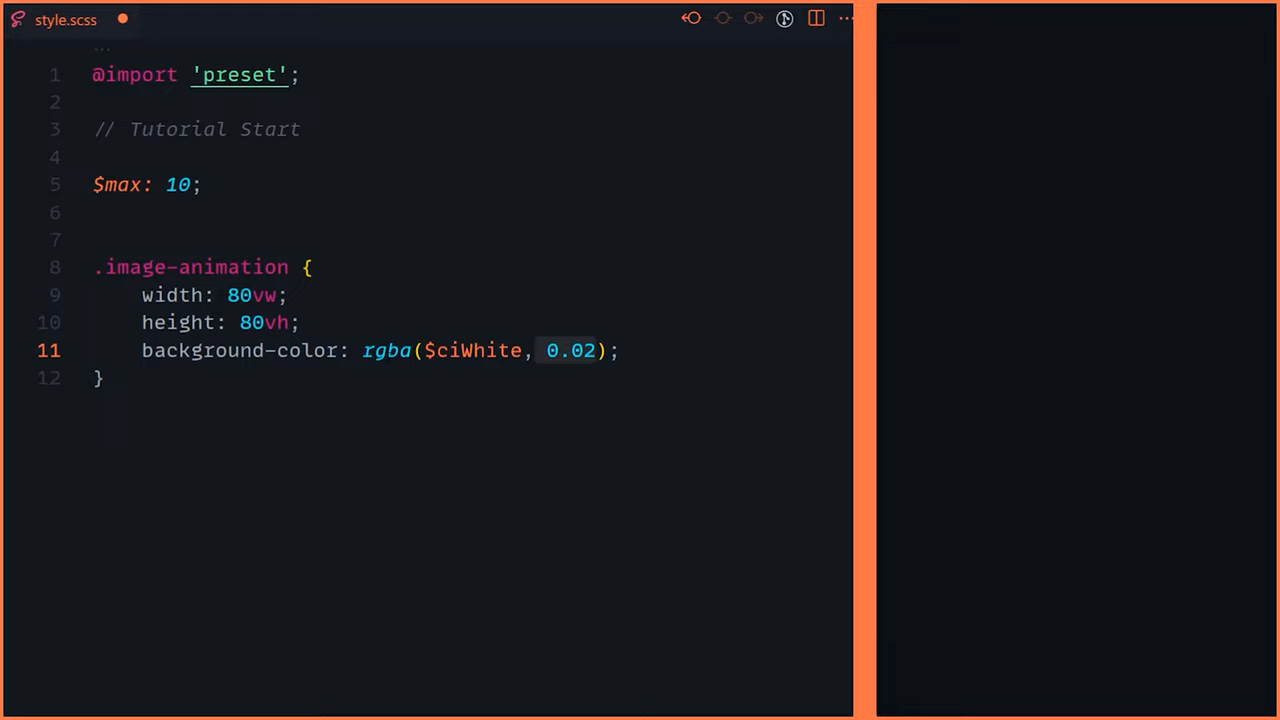 style.scss
...
1 @import 'preset';
2
3 // Tutorial Start
4
5 $max: 10;
6
7
8 .image-animation {
9 width: 80vw;
10 height: 80vh;
11 background-color: rgba($ciWhite, 0.02);
12 }